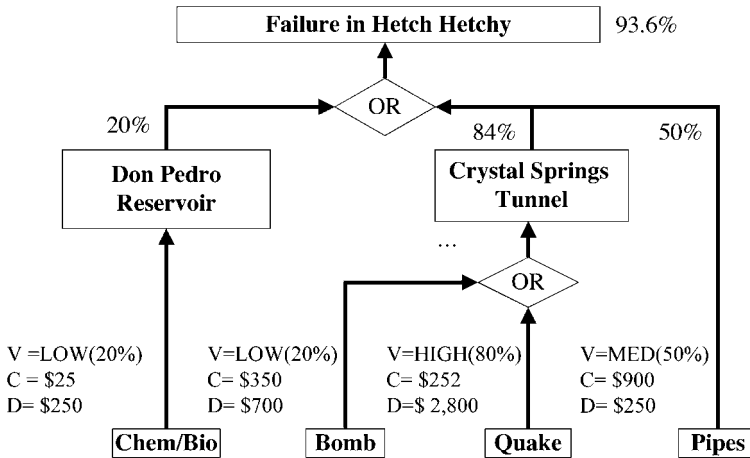 Failure in Hetch Hetchy 93.6%
OR
20% 84% 50%
Don Pedro
Reservoir
Crystal Springs
Tunnel
...
OR
V =LOW(20%)
C = $25
D= $250
V=LOW(20%)
C= $350
D= $700
V=HIGH(80%)
C= $252
D=$ 2,800
V=MED(50%)
C= $900
D= $250
Chem/Bio Bomb Quake Pipes